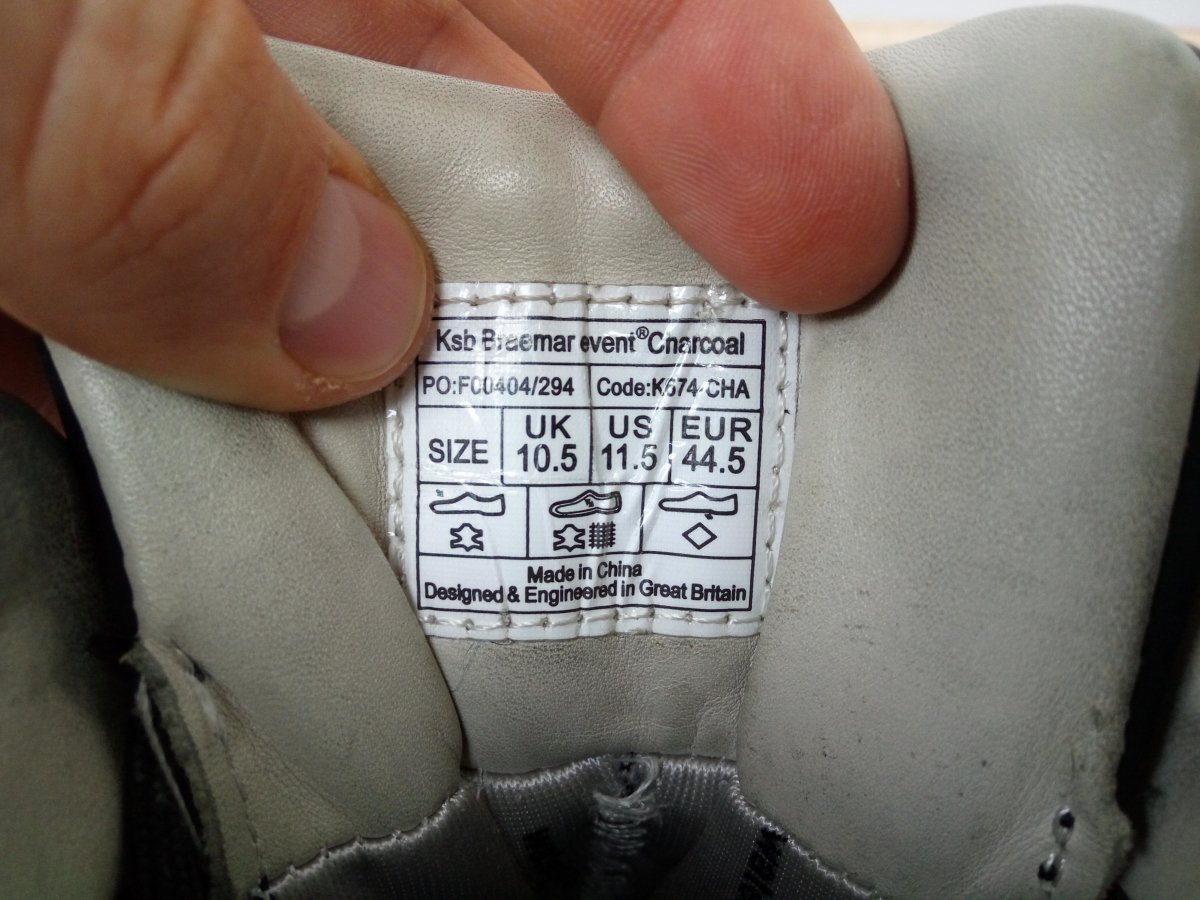 Ksb Braemar event® Charcoal
PO:FC0404/294 Code:K674-CHA
SIZE UK 10.5 US 11.5 EUR 44.5
Made in China
Designed & Engineered in Great Britain